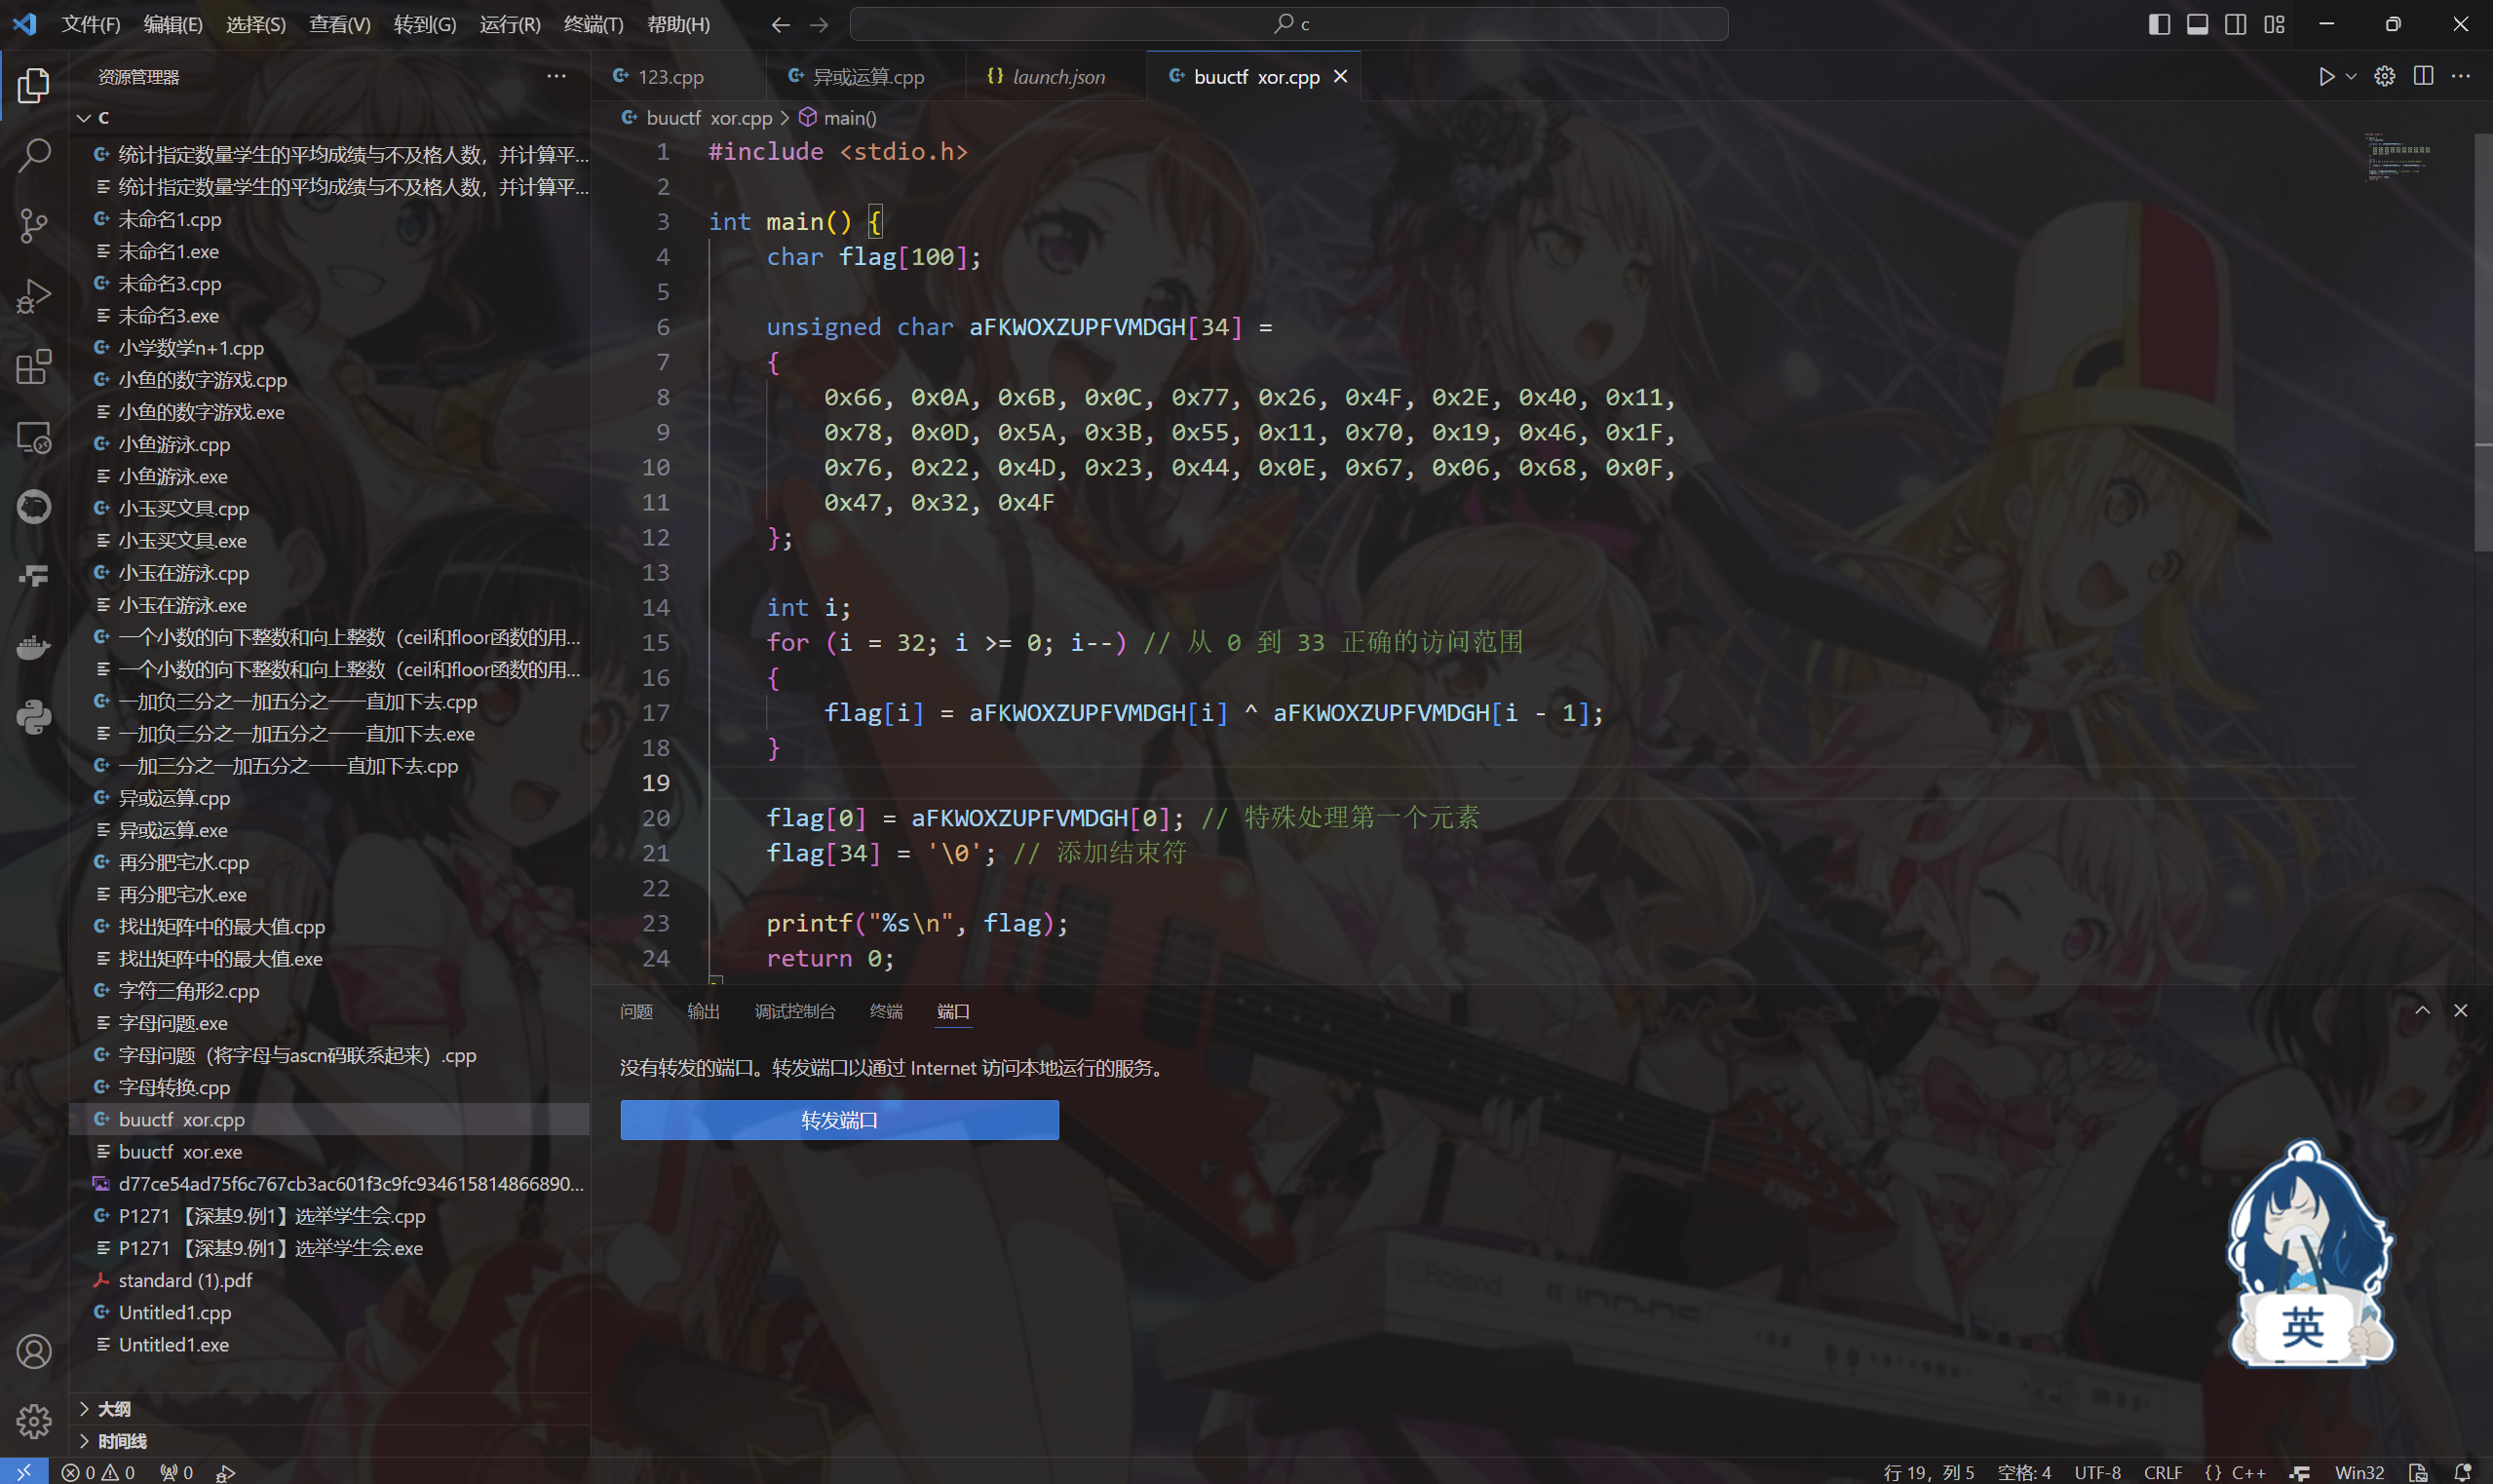 文件(F) 编辑(E) 选择(S) 查看(V) 转到(G) 运行(R) 终端(T) 帮助(H) c
资源管理器
C
统计指定数量学生的平均成绩与不及格人数，并计算平...
统计指定数量学生的平均成绩与不及格人数，并计算平...
未命名1.cpp
未命名1.exe
未命名3.cpp
未命名3.exe
小学数学n+1.cpp
小鱼的数字游戏.cpp
小鱼的数字游戏.exe
小鱼游泳.cpp
小鱼游泳.exe
小玉买文具.cpp
小玉买文具.exe
小玉在游泳.cpp
小玉在游泳.exe
一个小数的向下整数和向上整数（ceil和floor函数的用...
一个小数的向下整数和向上整数（ceil和floor函数的用...
一加负三分之一加五分之一一直加下去.cpp
一加负三分之一加五分之一一直加下去.exe
一加三分之一加五分之一一直加下去.cpp
异或运算.cpp
异或运算.exe
再分肥宅水.cpp
再分肥宅水.exe
找出矩阵中的最大值.cpp
找出矩阵中的最大值.exe
字符三角形2.cpp
字母问题.exe
字母问题（将字母与ascn码联系起来）.cpp
字母转换.cpp
buuctf xor.cpp
buuctf xor.exe
d77ce54ad75f6c767cb3ac601f3c9fc934615814866890...
P1271 【深基9.例1】选举学生会.cpp
P1271 【深基9.例1】选举学生会.exe
standard (1).pdf
Untitled1.cpp
Untitled1.exe
大纲
时间线
123.cpp 异或运算.cpp {} launch.json buuctf xor.cpp
buuctf xor.cpp > main()
1 #include <stdio.h>
2
3 int main() {
4 char flag[100];
5
6 unsigned char aFKWOXZUPFVMDGH[34] =
7 {
8 0x66, 0x0A, 0x6B, 0x0C, 0x77, 0x26, 0x4F, 0x2E, 0x40, 0x11,
9 0x78, 0x0D, 0x5A, 0x3B, 0x55, 0x11, 0x70, 0x19, 0x46, 0x1F,
10 0x76, 0x22, 0x4D, 0x23, 0x44, 0x0E, 0x67, 0x06, 0x68, 0x0F,
11 0x47, 0x32, 0x4F
12 };
13
14 int i;
15 for (i = 32; i >= 0; i--) // 从 0 到 33 正确的访问范围
16 {
17 flag[i] = aFKWOXZUPFVMDGH[i] ^ aFKWOXZUPFVMDGH[i - 1];
18 }
19
20 flag[0] = aFKWOXZUPFVMDGH[0]; // 特殊处理第一个元素
21 flag[34] = '\0'; // 添加结束符
22
23 printf("%s\n", flag);
24 return 0;
问题 输出 调试控制台 终端 端口
没有转发的端口。转发端口以通过 Internet 访问本地运行的服务。
转发端口
Roland
英
0 0 0 行 19，列 5 空格: 4 UTF-8 CRLF {} C++ Win32